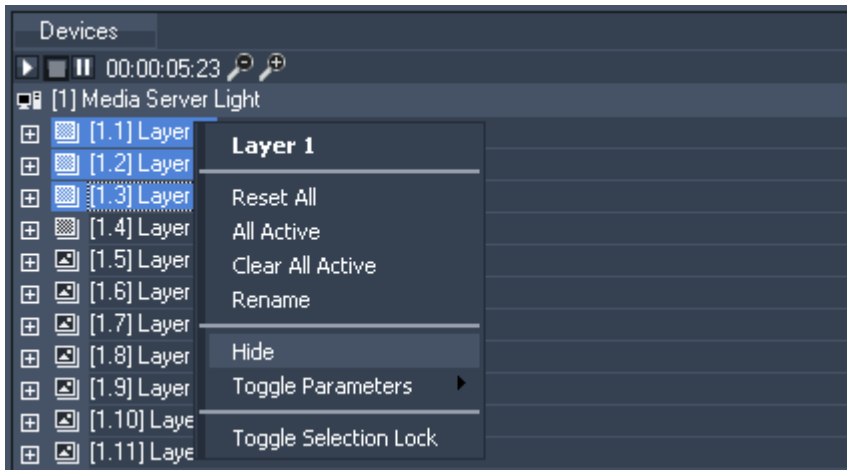 Devices
00:00:05:23
[1] Media Server Light
[1.1] Layer
[1.2] Layer
[1.3] Layer
[1.4] Layer
[1.5] Layer
[1.6] Layer
[1.7] Layer
[1.8] Layer
[1.9] Layer
[1.10] Laye
[1.11] Laye
Layer 1
Reset All
All Active
Clear All Active
Rename
Hide
Toggle Parameters
Toggle Selection Lock